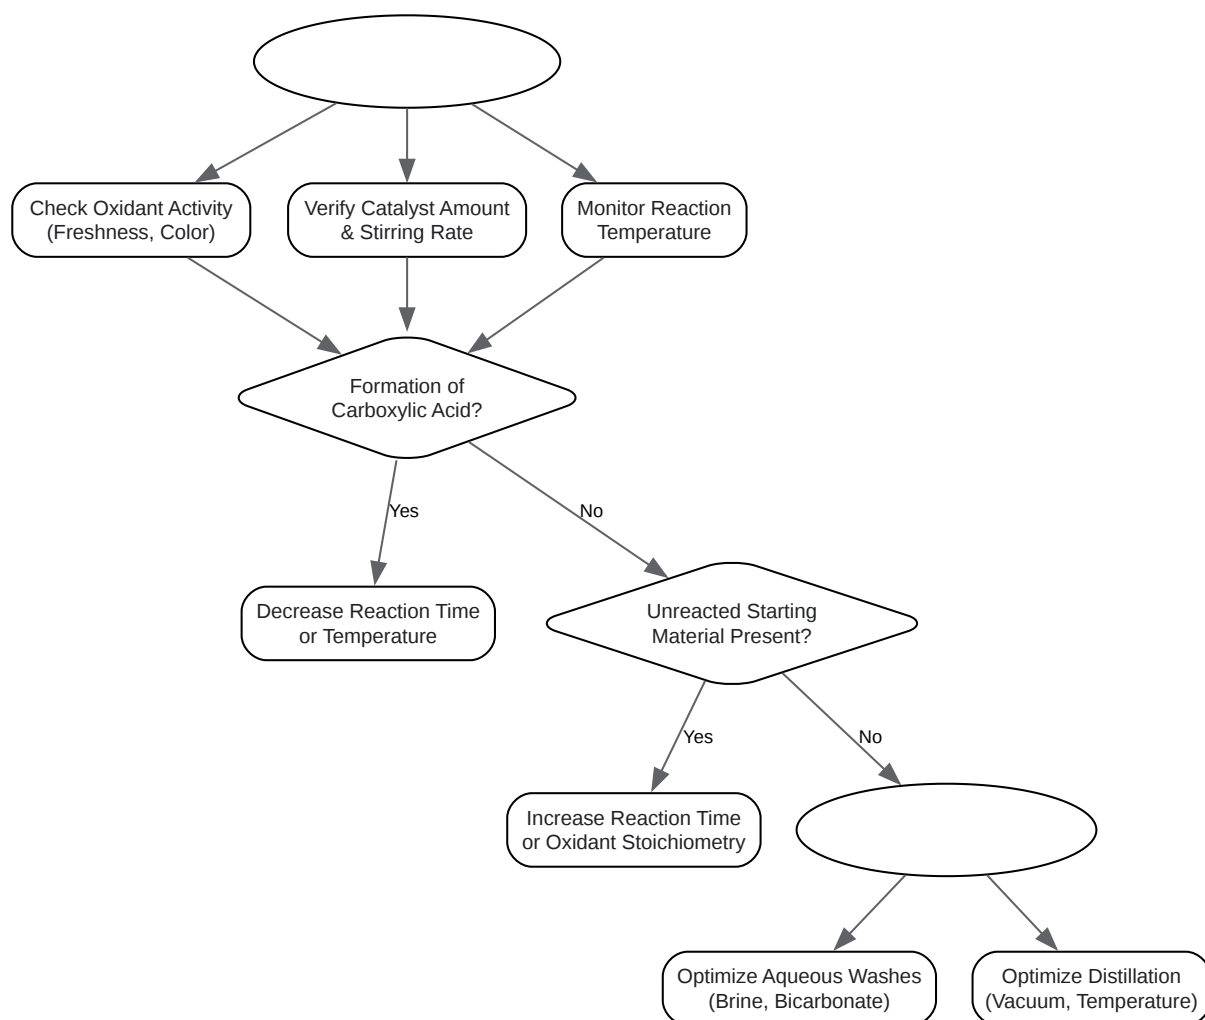 Check Oxidant Activity
(Freshness, Color)
Verify Catalyst Amount
& Stirring Rate
Monitor Reaction
Temperature
Formation of
Carboxylic Acid?
Yes
No
Decrease Reaction Time
or Temperature
Unreacted Starting
Material Present?
Yes
No
Increase Reaction Time
or Oxidant Stoichiometry
Optimize Aqueous Washes
(Brine, Bicarbonate)
Optimize Distillation
(Vacuum, Temperature)